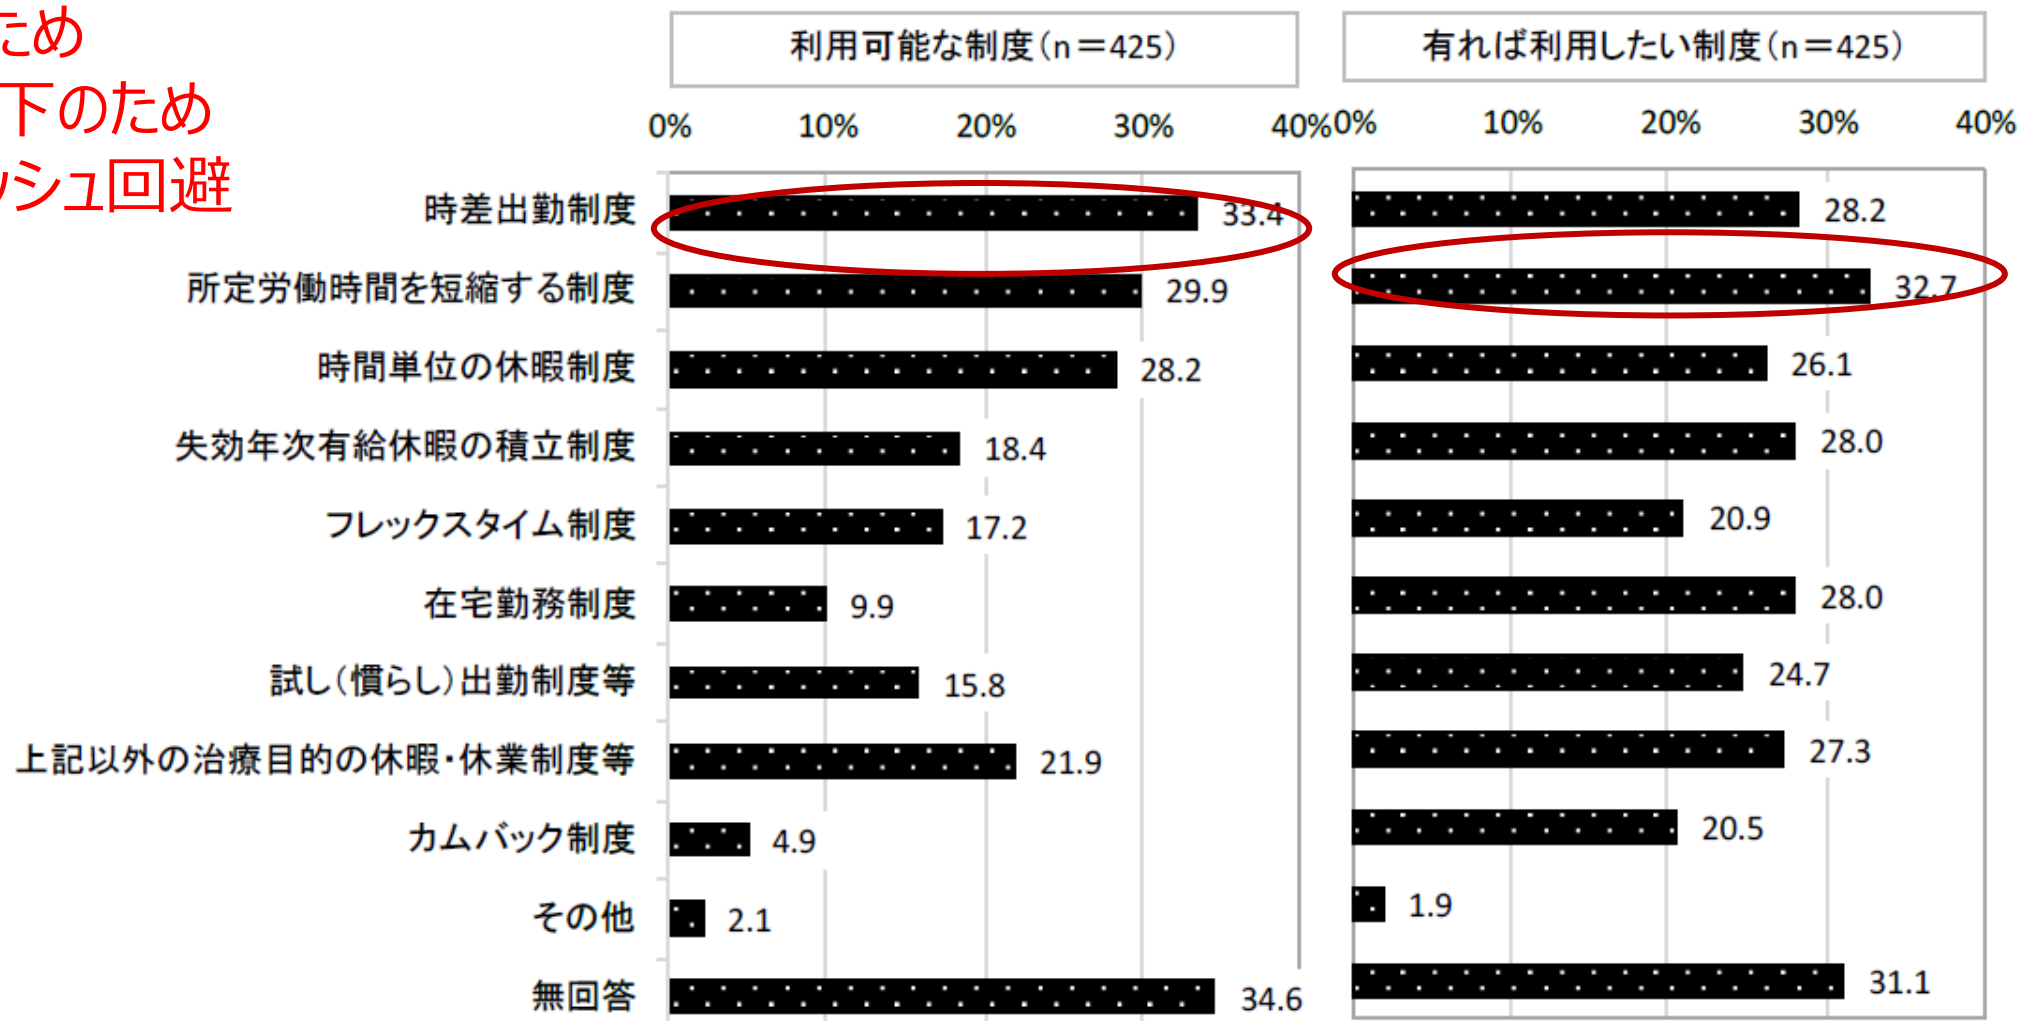 ため
下のため
ッシュ回避
利用可能な制度(n=425)
有れば利用したい制度(n=425)
0% 10% 20% 30% 40%
0% 10% 20% 30% 40%
時差出勤制度 33.4 28.2
所定労働時間を短縮する制度 29.9 32.7
時間単位の休暇制度 28.2 26.1
失効年次有給休暇の積立制度 18.4 28.0
フレックスタイム制度 17.2 20.9
在宅勤務制度 9.9 28.0
試し(慣らし)出勤制度等 15.8 24.7
上記以外の治療目的の休暇・休業制度等 21.9 27.3
カムバック制度 4.9 20.5
その他 2.1 1.9
無回答 34.6 31.1